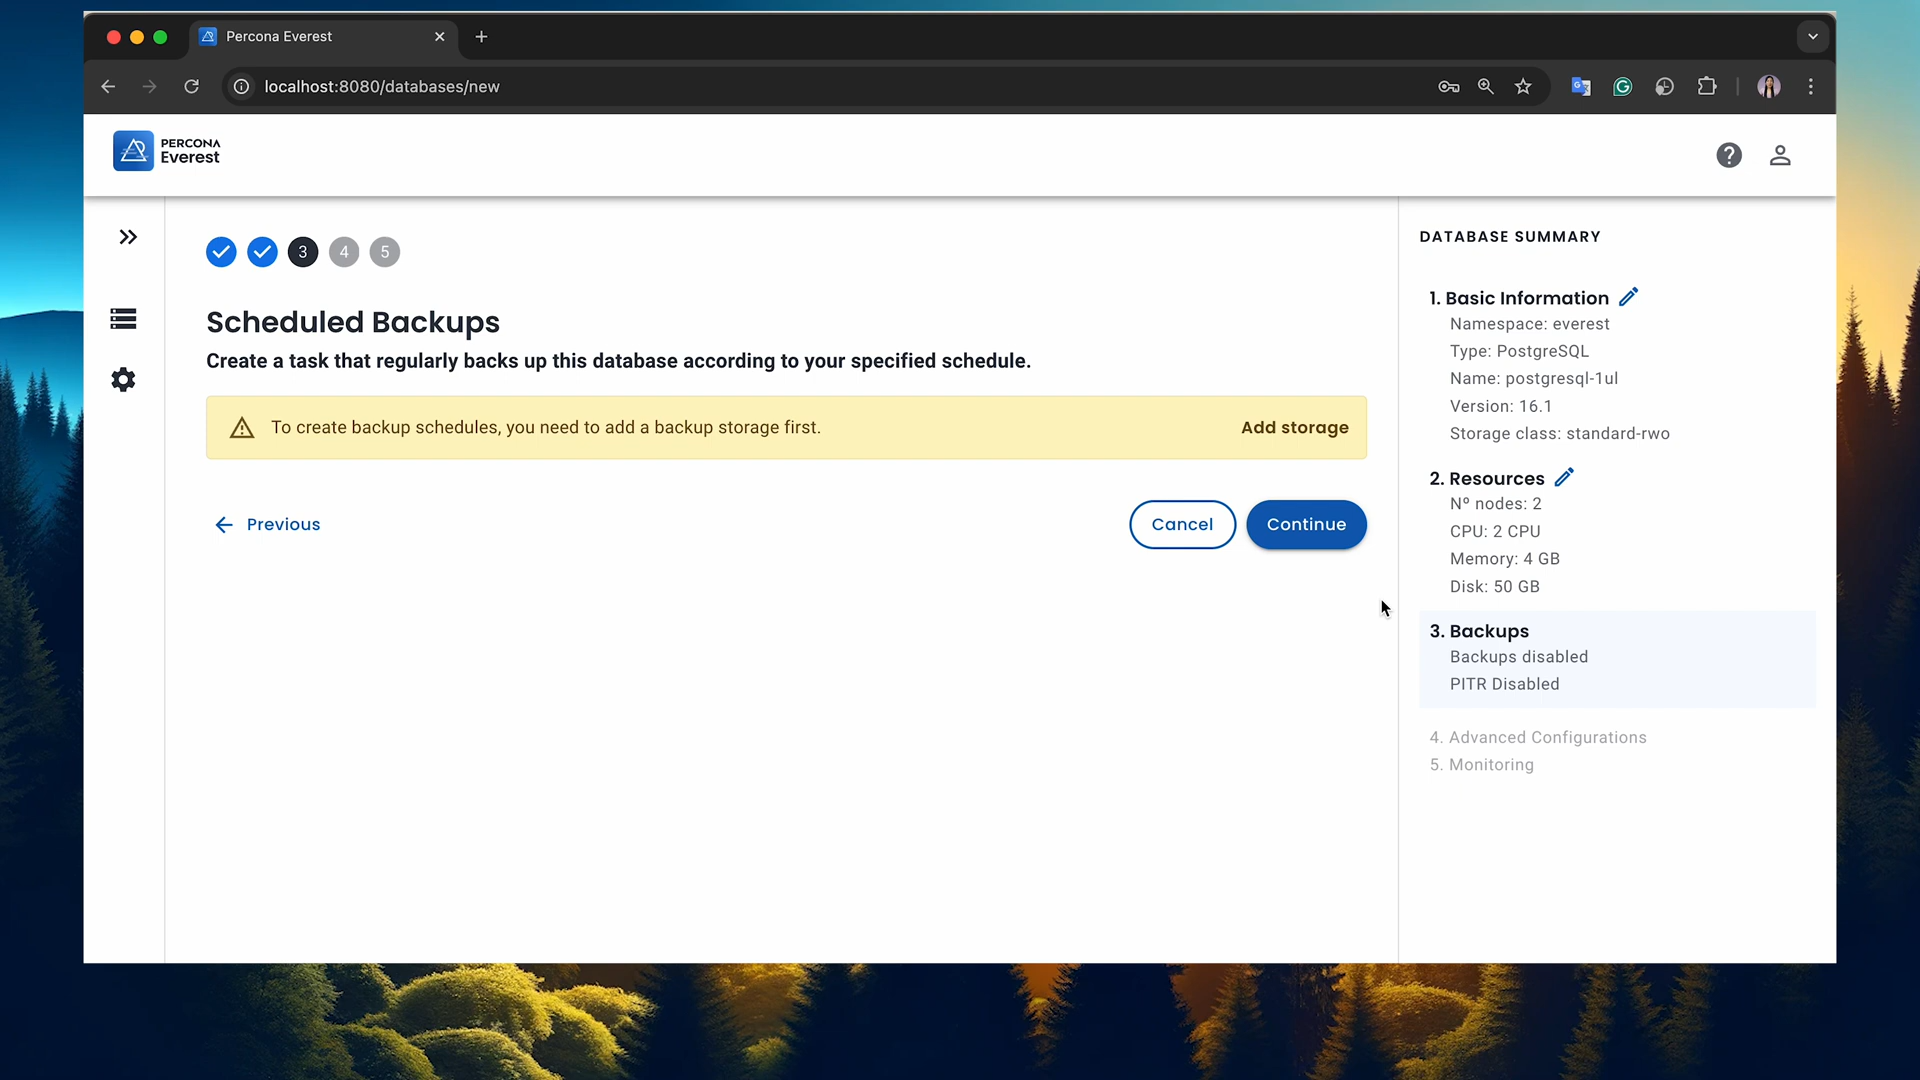 Percona Everest
localhost:8080/databases/new
PERCONA
Everest
3 4 5
Scheduled Backups
Create a task that regularly backs up this database according to your specified schedule.
To create backup schedules, you need to add a backup storage first.
Add storage
Previous
Cancel
Continue
DATABASE SUMMARY
1. Basic Information
Namespace: everest
Type: PostgreSQL
Name: postgresql-1ul
Version: 16.1
Storage class: standard-rwo
2. Resources
Nº nodes: 2
CPU: 2 CPU
Memory: 4 GB
Disk: 50 GB
3. Backups
Backups disabled
PITR Disabled
4. Advanced Configurations
5. Monitoring